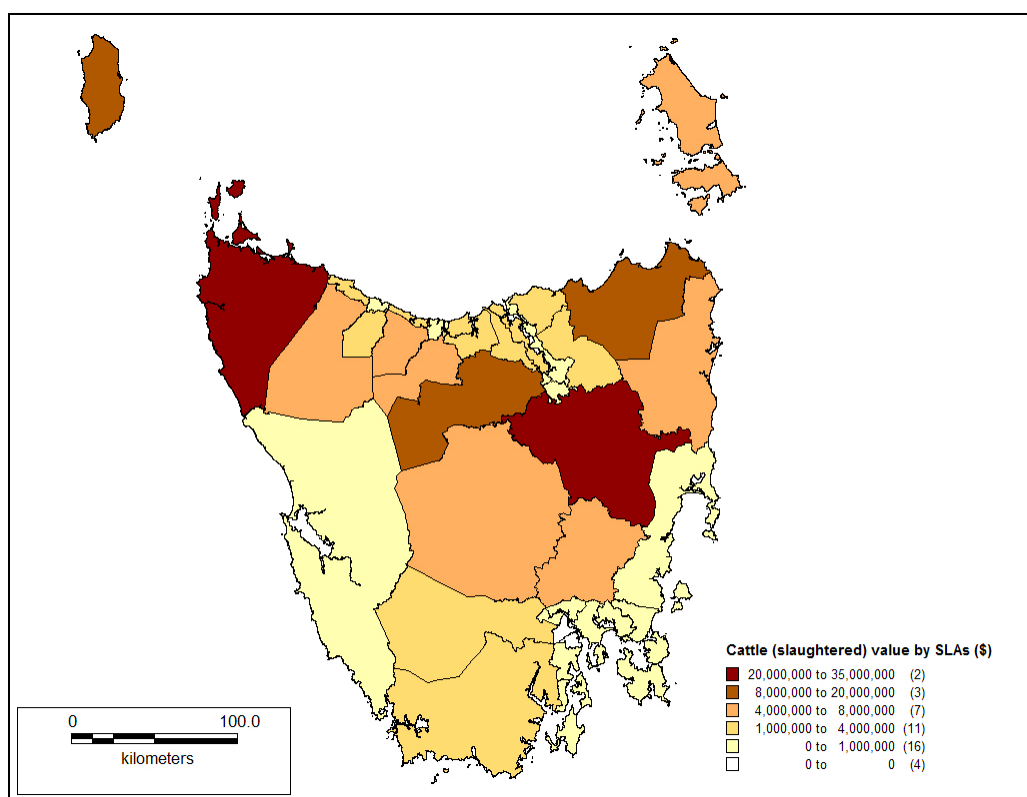 Cattle (slaughtered) value by SLAs ($)
20,000,000 to 35,000,000 (2)
8,000,000 to 20,000,000 (3)
4,000,000 to 8,000,000 (7)
1,000,000 to 4,000,000 (11)
0 to 1,000,000 (16)
0 to 0 (4)
0 100.0
kilometers